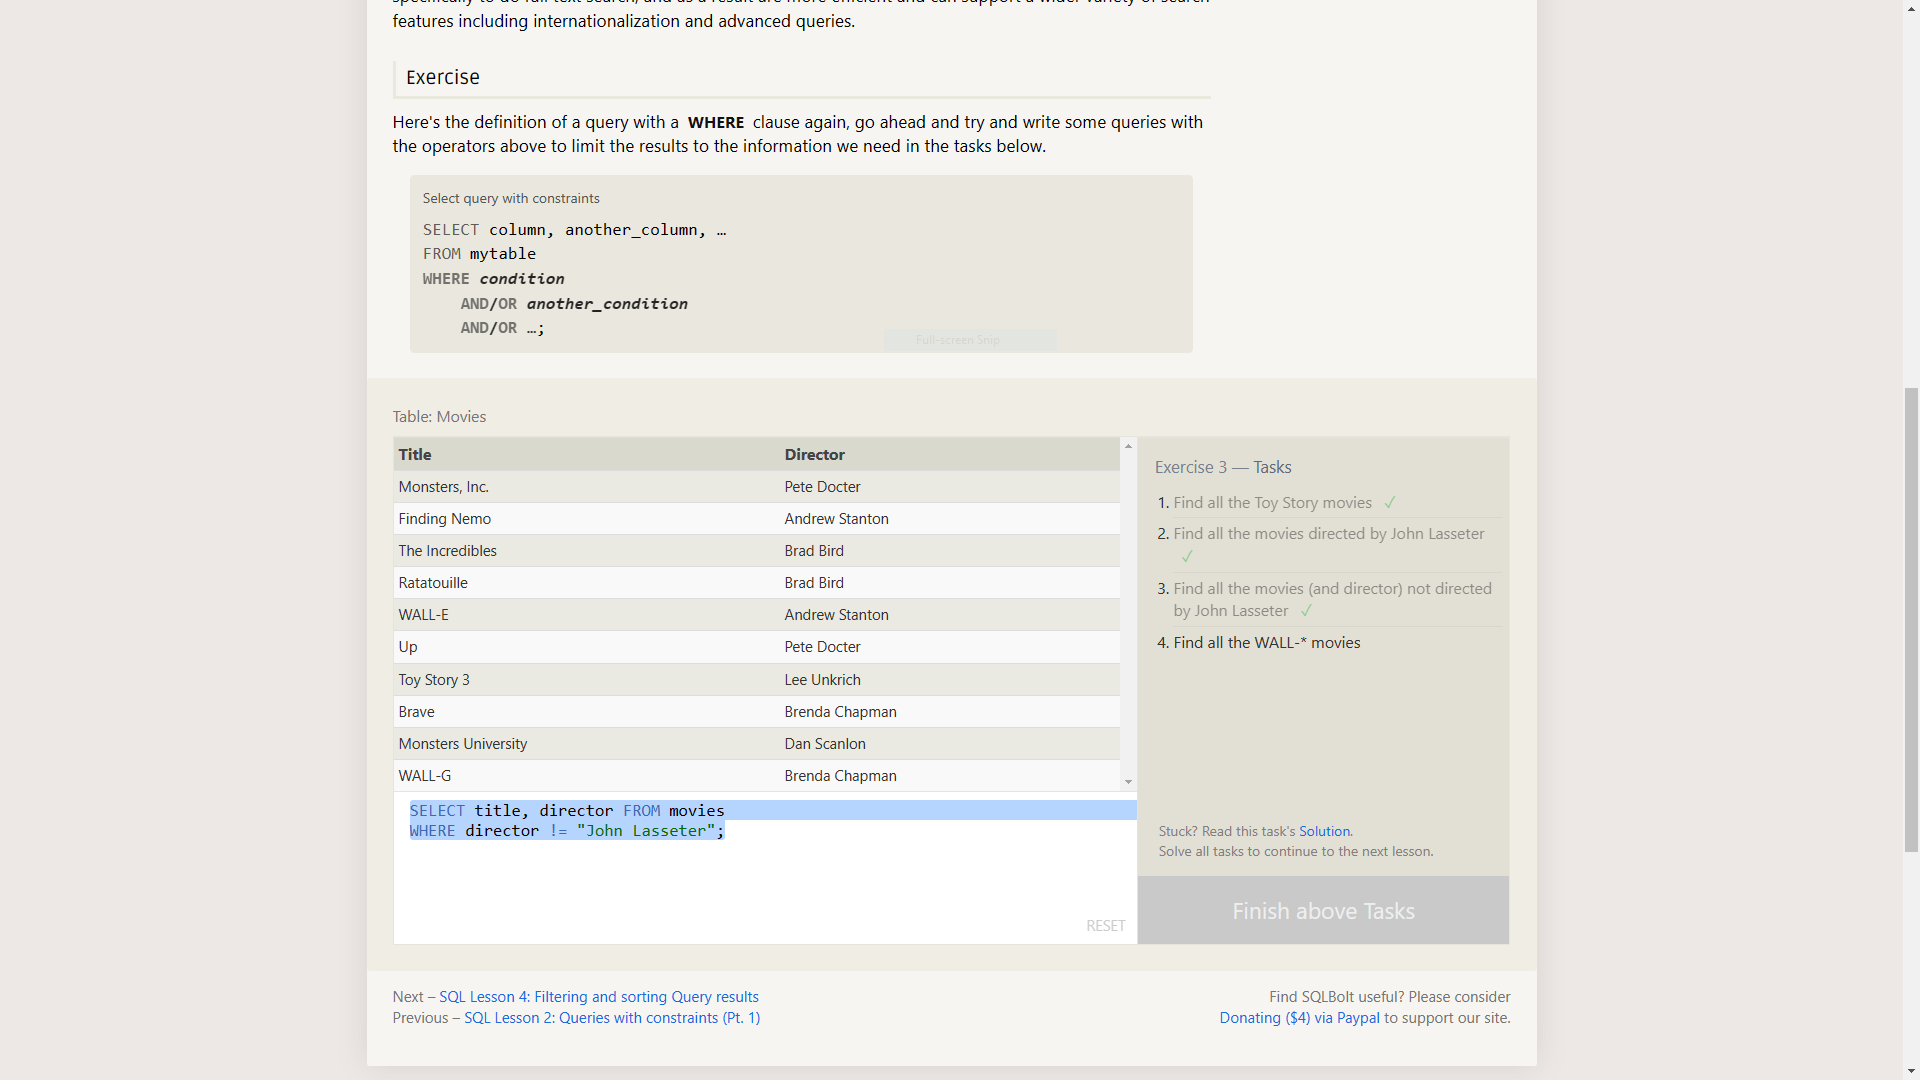 features including internationalization and advanced queries.
Exercise
Here's the definition of a query with a WHERE clause again, go ahead and try and write some queries with
the operators above to limit the results to the information we need in the tasks below.
Select query with constraints
SELECT column, another_column, …
FROM mytable
WHERE condition
AND/OR another_condition
AND/OR …;
Full-screen Snip
Table: Movies
Title Director
Monsters, Inc. Pete Docter
Finding Nemo Andrew Stanton
The Incredibles Brad Bird
Ratatouille Brad Bird
WALL-E Andrew Stanton
Up Pete Docter
Toy Story 3 Lee Unkrich
Brave Brenda Chapman
Monsters University Dan Scanlon
WALL-G Brenda Chapman
SELECT title, director FROM movies
WHERE director != "John Lasseter";
RESET
Exercise 3 — Tasks
1. Find all the Toy Story movies ✓
2. Find all the movies directed by John Lasseter
✓
3. Find all the movies (and director) not directed
by John Lasseter ✓
4. Find all the WALL-* movies
Stuck? Read this task's Solution.
Solve all tasks to continue to the next lesson.
Finish above Tasks
Next – SQL Lesson 4: Filtering and sorting Query results
Previous – SQL Lesson 2: Queries with constraints (Pt. 1)
Find SQLBolt useful? Please consider
Donating ($4) via Paypal to support our site.